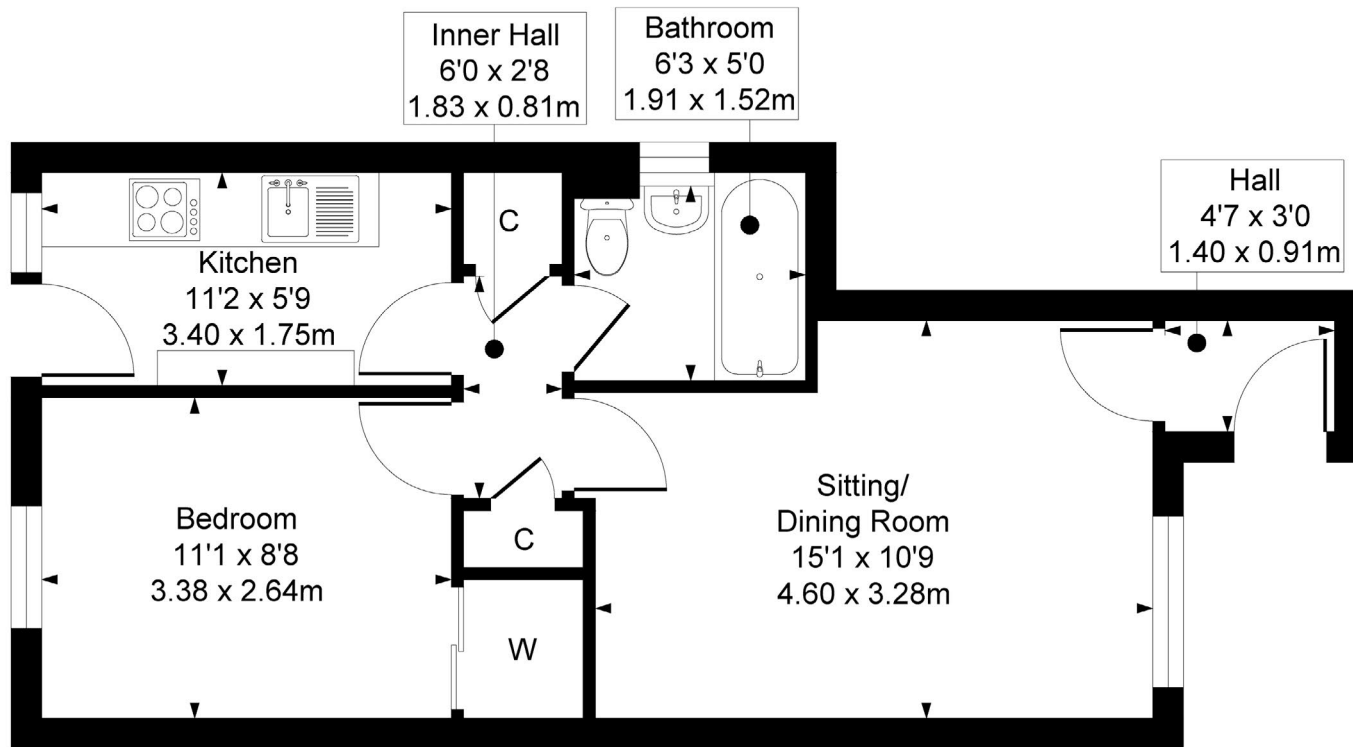 Inner Hall
6'0 x 2'8
1.83 x 0.81m
Bathroom
6'3 x 5'0
1.91 x 1.52m
Hall
4'7 x 3'0
1.40 x 0.91m
C
Kitchen
11'2 x 5'9
3.40 x 1.75m
Bedroom
11'1 x 8'8
3.38 x 2.64m
C
W
Sitting/
Dining Room
15'1 x 10'9
4.60 x 3.28m